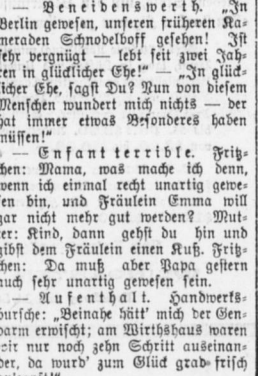 — Beneidenswerth. „In
Berlin gewesen, unseren früheren Ka-
meraden Schnodelboff gesehen! Ist
sehr vergnügt — lebt seit zwei Jah-
ren in glücklicher Ehe!“ — „In glück-
licher Ehe, sagst Du? Nun von diesem
Menschen wundert mich nichts — der
hat immer etwas Besonderes haben
müssen!“
— Enfant terrible. Fritz-
chen: Mama, was mache ich denn,
wenn ich einmal recht unartig gewe-
sen bin, und Fräulein Emma will
gar nicht mehr gut werden? Mut-
ter: Kind, dann gehst du hin und
gibst dem Fräulein einen Kuß. Fritz-
chen: Da muß aber Papa gestern
auch sehr unartig gewesen sein.
— Aufenthalt. Handwerks-
bursche: „Beinahe hätt’ mich der Gen-
darm erwischt; am Wirthshaus waren
wir nur noch zehn Schritt auseinan-
der, da wurd’ zum Glück grad frisch